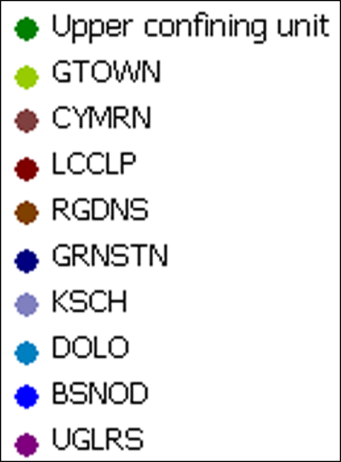 Upper confining unit
GTOWN
CYMRN
LCCLP
RGDNS
GRNSTN
KSCH
DOLO
BSNOD
UGLRS